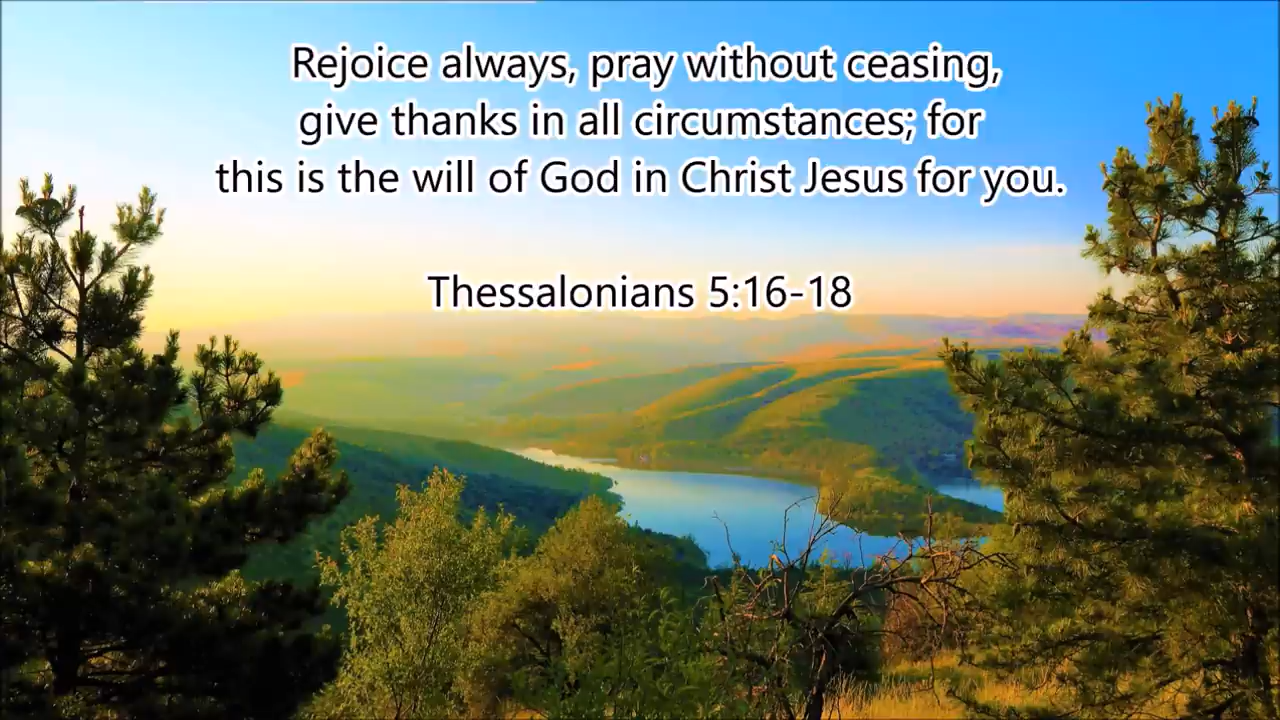 Rejoice always, pray without ceasing,
give thanks in all circumstances; for
this is the will of God in Christ Jesus for you.
Thessalonians 5:16-18